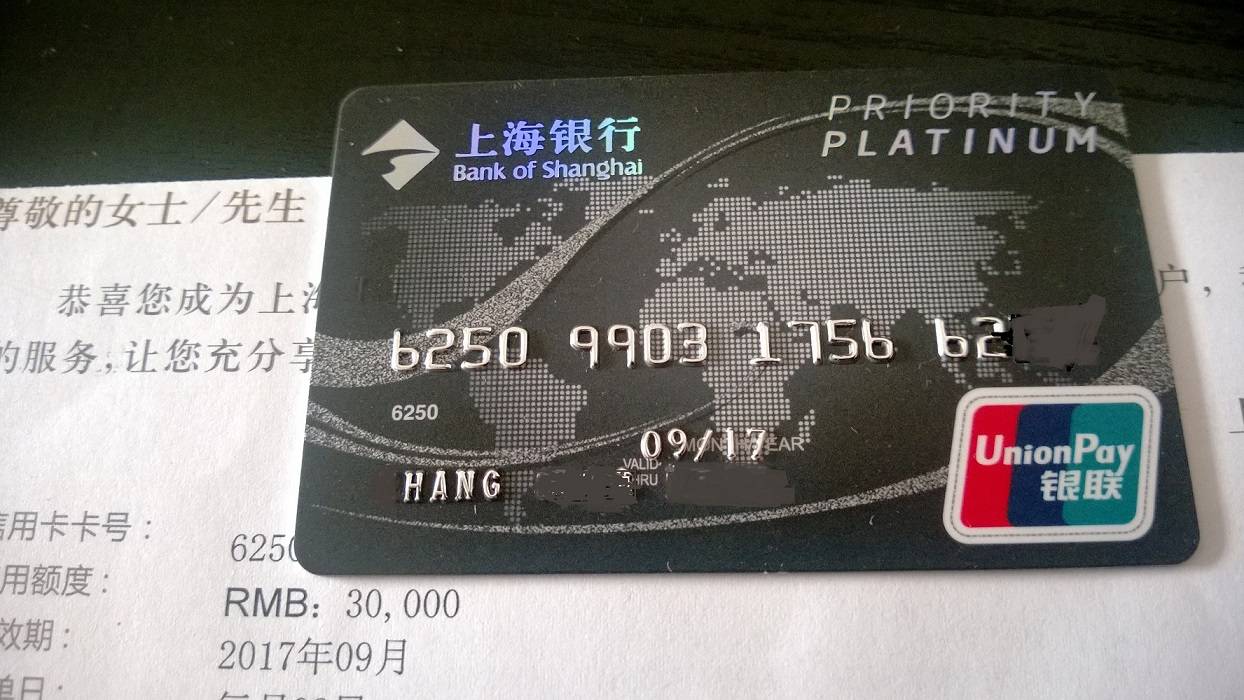 上海银行
Bank of Shanghai
PRIORITY
PLATINUM
尊敬的女士/先生
恭喜您成为上海
户，
的服务,让您充分享
6250 9903 1756 62
6250
09/17
VALID
THRU
HANG
UnionPay
银联
信用卡卡号：
6250
用额度：
RMB：30,000
效期：
2017年09月
单日：